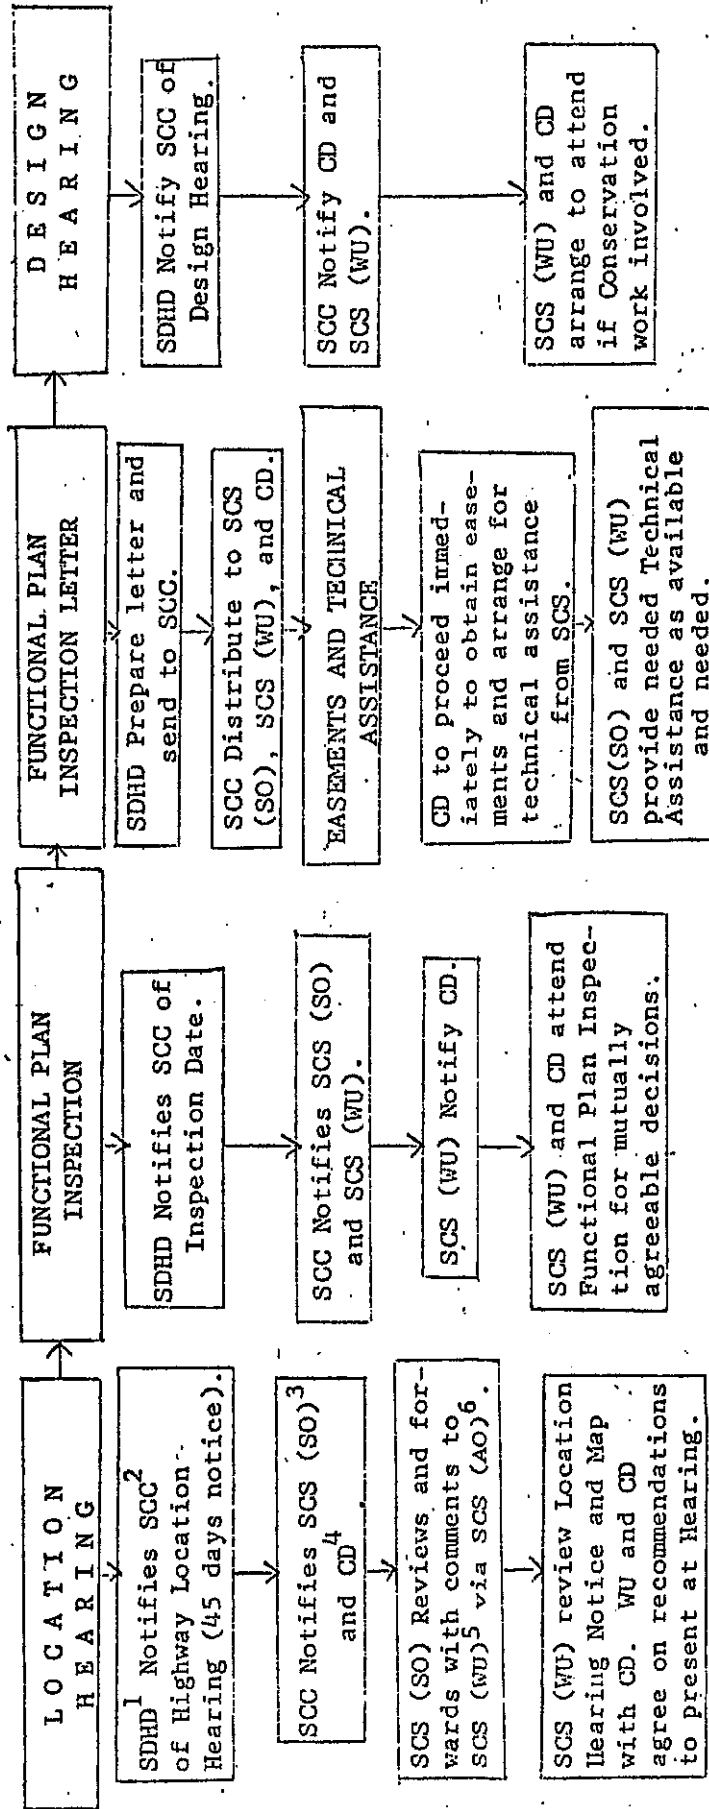 L O C A T I O N
H E A R I N G
SDHD¹ Notifies SCC²
of Highway Location
Hearing (45 days notice).
SCC Notifies SCS (SO)³
and CD⁴
SCS (SO) Reviews and for-
wards with comments to
SCS (WU)⁵ via SCS (AO)⁶.
SCS (WU) review Location
Hearing Notice and Map
with CD. WU and CD
agree on recommendations
to present at Hearing.
FUNCTIONAL PLAN
INSPECTION
SDHD Notifies SCC of
Inspection Date.
SCC Notifies SCS (SO)
and SCS (WU).
SCS (WU) Notify CD.
SCS (WU) and CD attend
Functional Plan Inspec-
tion for mutually
agreeable decisions.
FUNCTIONAL PLAN
INSPECTION LETTER
SDHD Prepare letter and
send to SCC.
SCC Distribute to SCS
(SO), SCS (WU), and CD.
EASEMENTS AND TECHNICAL
ASSISTANCE
CD to proceed immed-
iately to obtain ease-
ments and arrange for
technical assistance
from SCS.
SCS(SO) and SCS (WU)
provide needed Technical
Assistance as available
and needed.
D E S I G N
H E A R I N G
SDHD Notify SCC of
Design Hearing.
SCC Notify CD and
SCS (WU).
SCS (WU) and CD
arrange to attend
if Conservation
work involved.